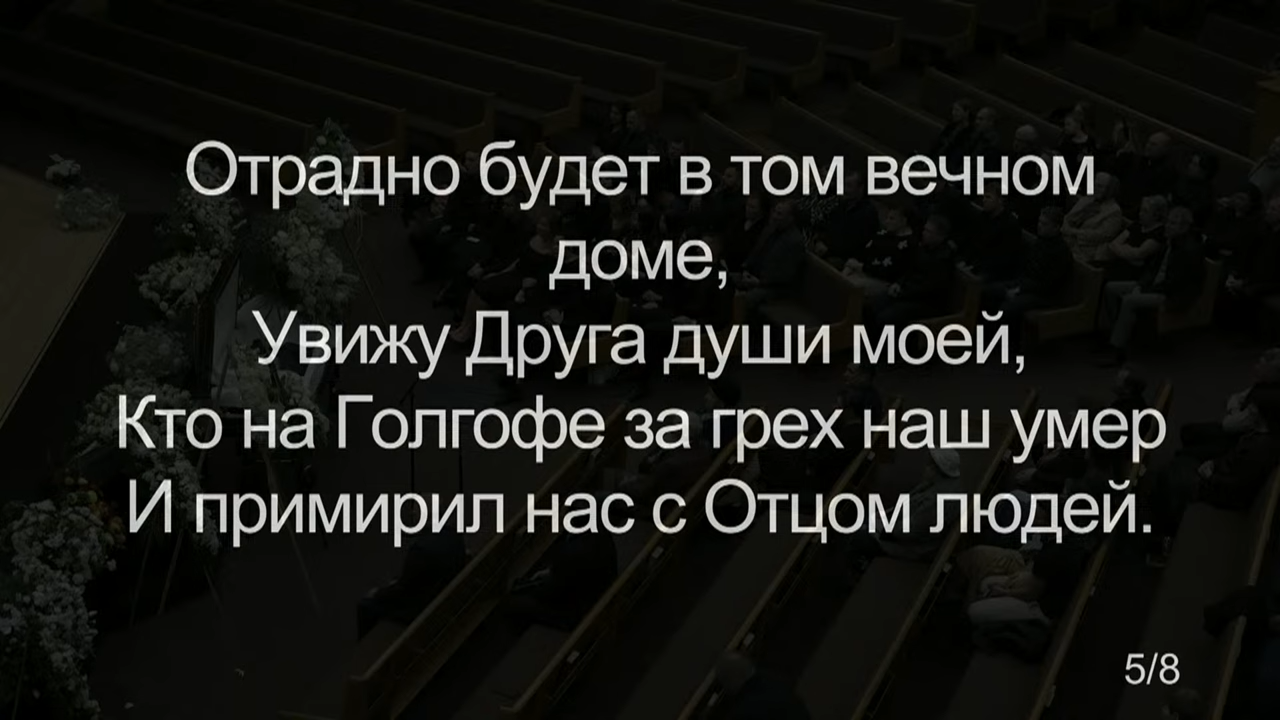 Отрадно будет в том вечном
доме,
Увижу Друга души моей,
Кто на Голгофе за грех наш умер
И примирил нас с Отцом людей.
5/8